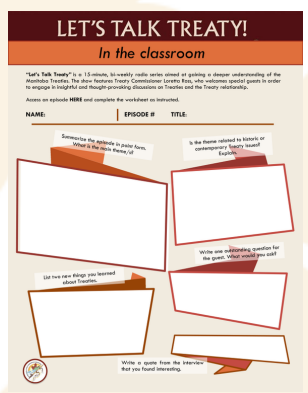 LET'S TALK TREATY!
In the classroom
"Let's Talk Treaty" is a 15-minute, bi-weekly radio series aimed at gaining a deeper understanding of the
Manitoba Treaties. The show features Treaty Commissioner Loretta Ross, who welcomes special guests in order
to engage in insightful and thought-provoking discussions on Treaties and the Treaty relationship.
Access an episode HERE and complete the worksheet as instructed.
NAME: EPISODE # TITLE:
Summarize the episode in point form.
What is the main theme/s?
Is the theme related to historic or
contemporary Treaty issues?
Explain.
List two new things you learned
about Treaties.
Write one outstanding question for
the guest. What would you ask?
Write a quote from the interview
that you found interesting.